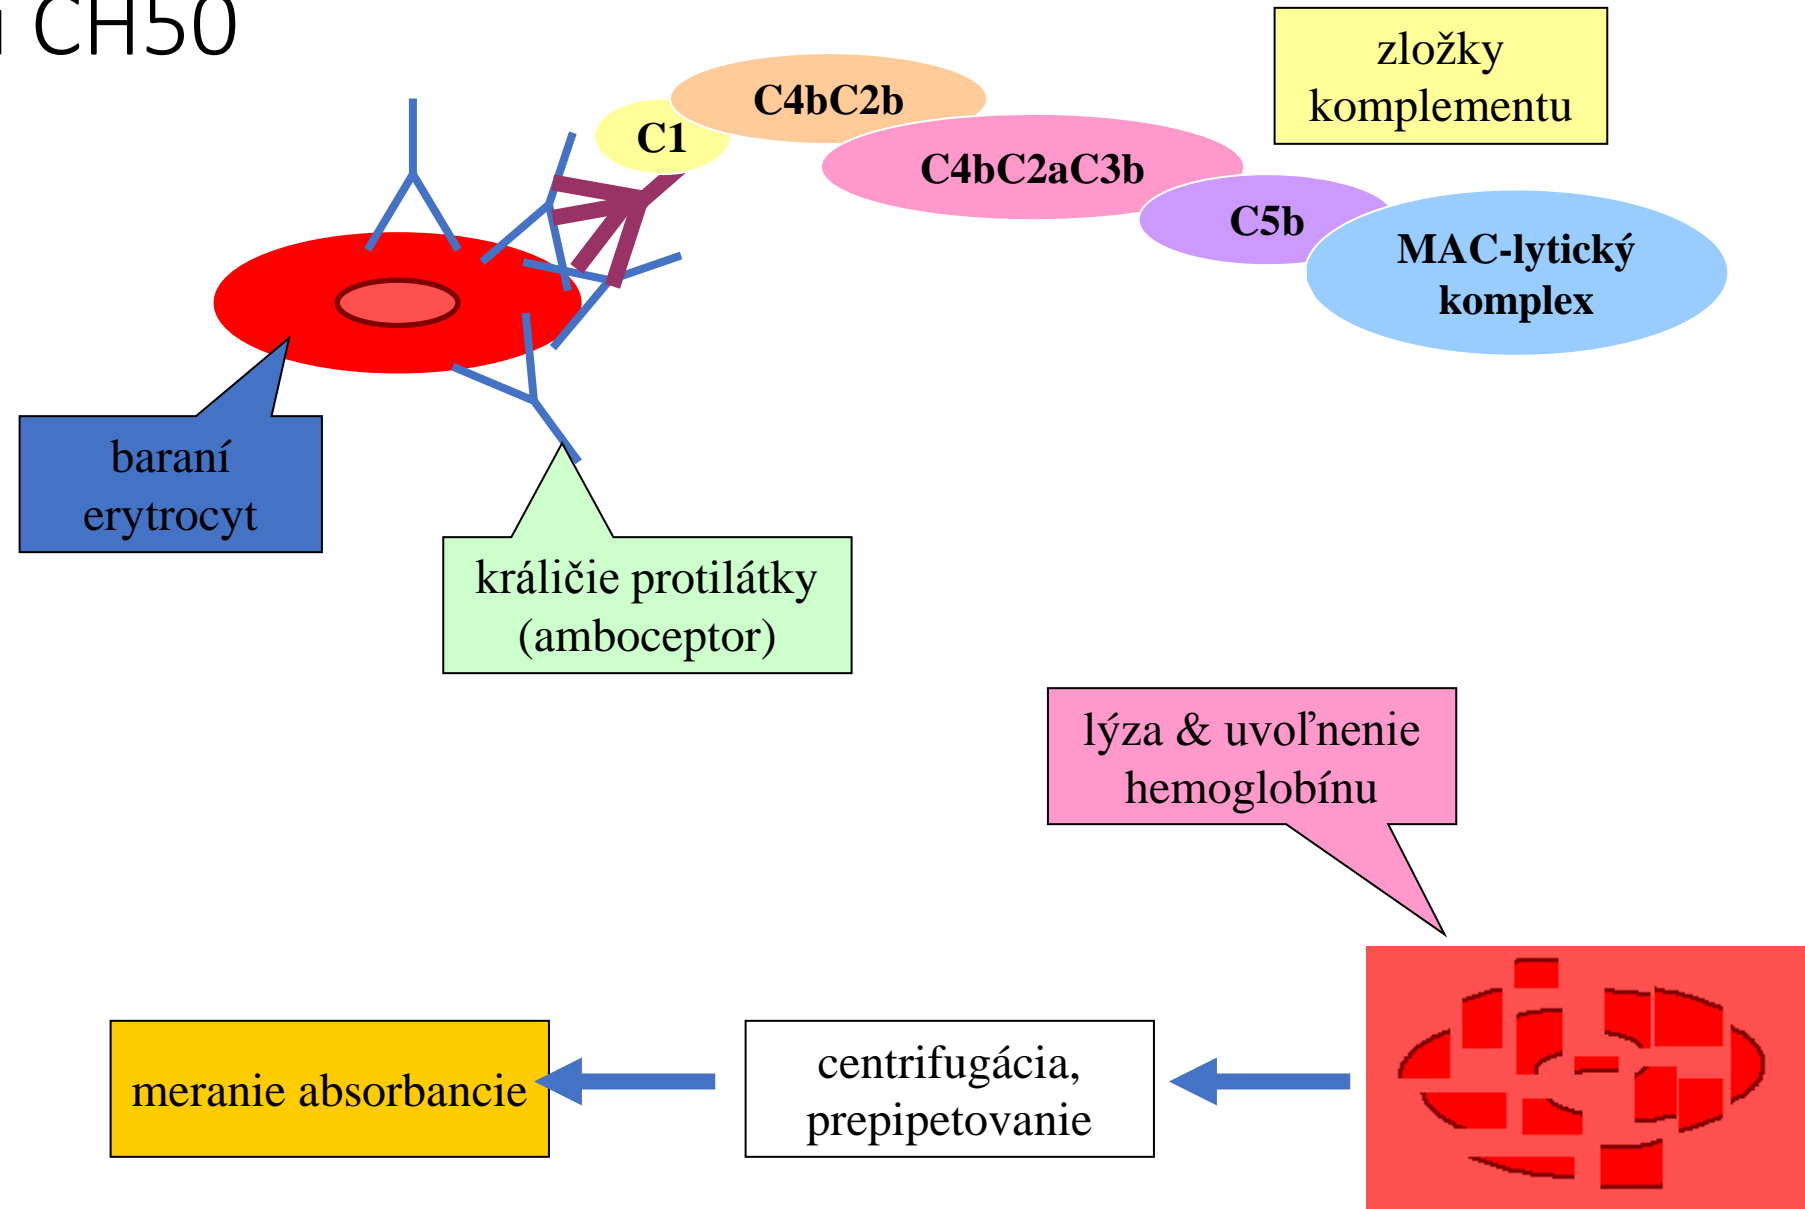 CH50
C1
C4bC2b
C4bC2aC3b
C5b
MAC-lytický
komplex
zložky
komplementu
baraní
erytrocyt
králičie protilátky
(amboceptor)
lýza & uvoľnenie
hemoglobínu
meranie absorbancie
centrifugácia,
prepipetovanie